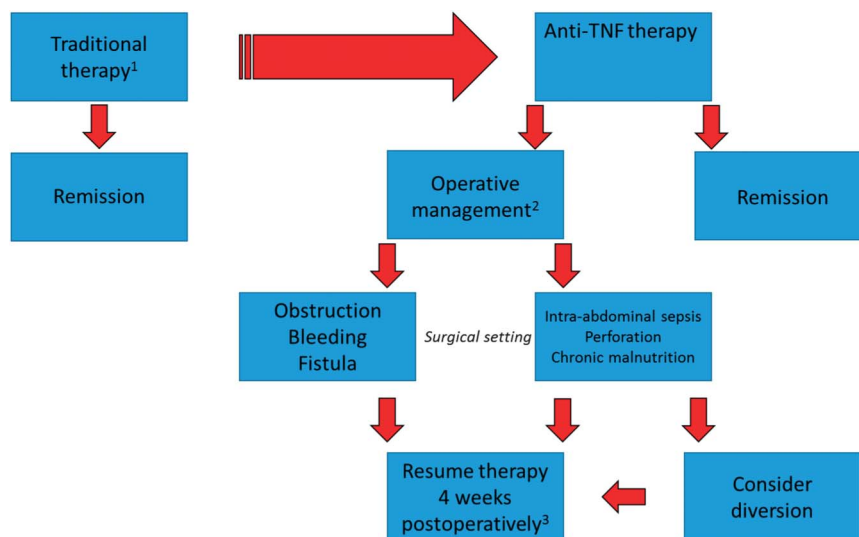 Traditional
therapy¹
Anti-TNF therapy
Remission
Operative
management²
Remission
Obstruction
Bleeding
Fistula
Surgical setting
Intra-abdominal sepsis
Perforation
Chronic malnutrition
Resume therapy
4 weeks
postoperatively³
Consider
diversion